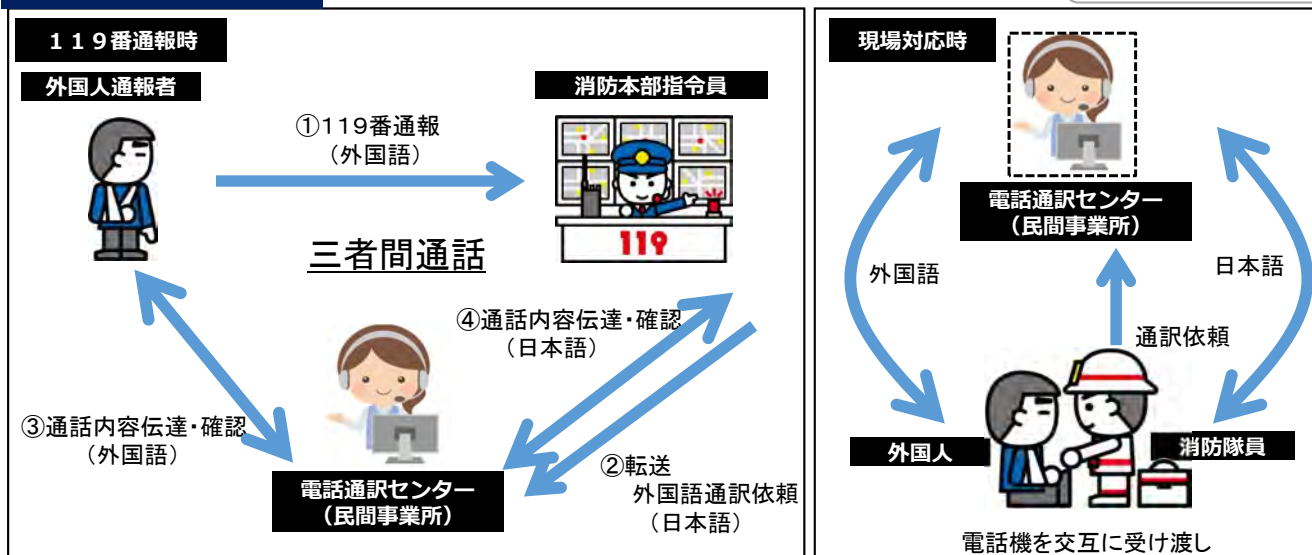 119番通報時
外国人通報者
消防本部指令員
①119番通報
(外国語)
119
三者間通話
④通話内容伝達・確認
(日本語)
③通話内容伝達・確認
(外国語)
②転送
外国語通訳依頼
(日本語)
電話通訳センター
(民間事業所)
現場対応時
電話通訳センター
(民間事業所)
外国語
日本語
通訳依頼
外国人
消防隊員
電話機を交互に受け渡し